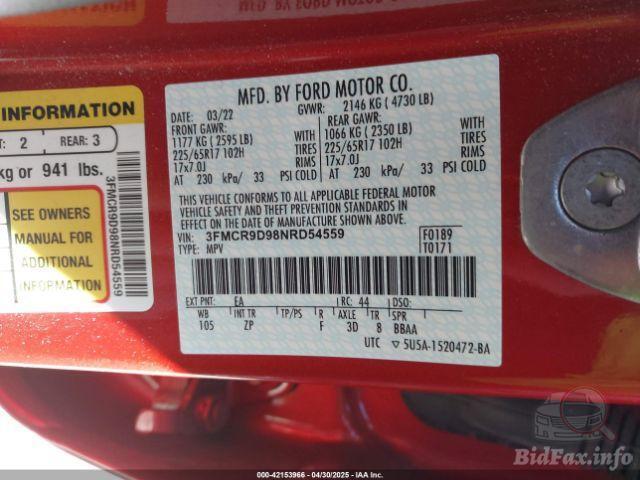 MFD. BY FORD MOTOR CO.
DATE: 03/22 GVWR: 2146 KG ( 4730 LB)
FRONT GAWR: REAR GAWR:
1177 KG ( 2595 LB) WITH 1066 KG ( 2350 LB) WITH
225/65R17 102H TIRES 225/65R17 102H TIRES
17x7.0J RIMS 17x7.0J RIMS
AT 230 kPa/ 33 PSI COLD AT 230 kPa/ 33 PSI COLD
THIS VEHICLE CONFORMS TO ALL APPLICABLE FEDERAL MOTOR
VEHICLE SAFETY AND THEFT PREVENTION STANDARDS IN
EFFECT ON THE DATE OF MANUFACTURE SHOWN ABOVE.
VIN: 3FMCR9D98NRD54559 F0189
TYPE: MPV T0171
EXT PNT: EA RC: 44 DSO:
WB INT TR TP/PS R AXLE TR SPR
105 ZP F 3D 8 BBAA
UTC 5U5A-1520472-BA
INFORMATION
T: 2 REAR: 3
kg or 941 lbs.
SEE OWNERS
MANUAL FOR
ADDITIONAL
INFORMATION
3FMCR9D98NRD54559
000-42153966 - 04/30/2025 - IAA Inc.
BidFax.info